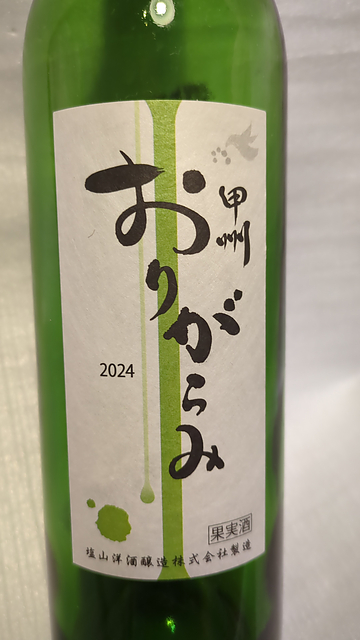 甲州
おりがらみ
2024
果実酒
塩山洋酒醸造株式会社製造